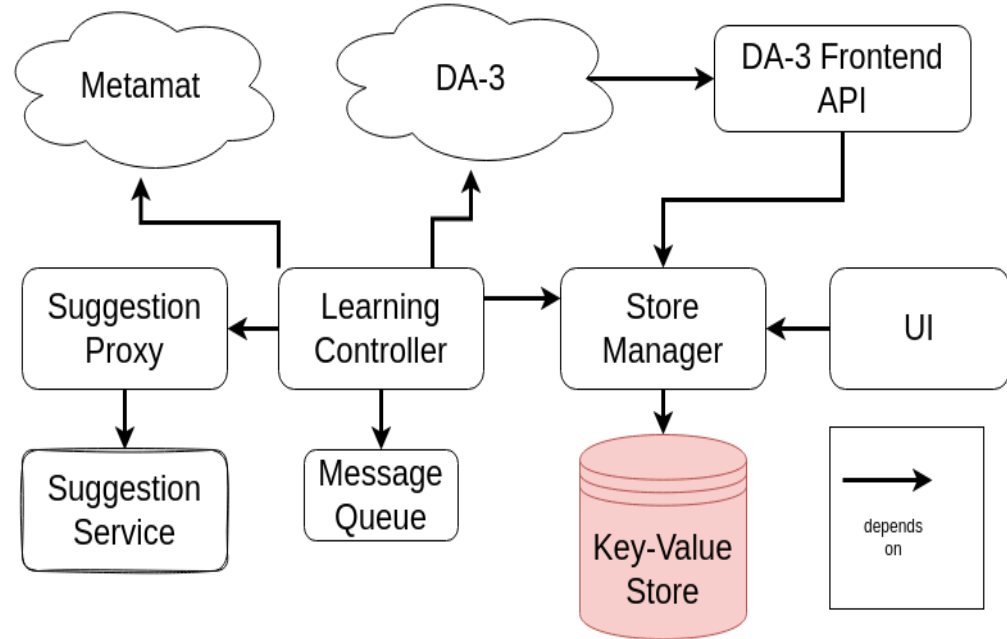 Metamat
DA-3
DA-3 Frontend
API
Suggestion
Proxy
Learning
Controller
Store
Manager
UI
Suggestion
Service
Message
Queue
Key-Value
Store
depends
on